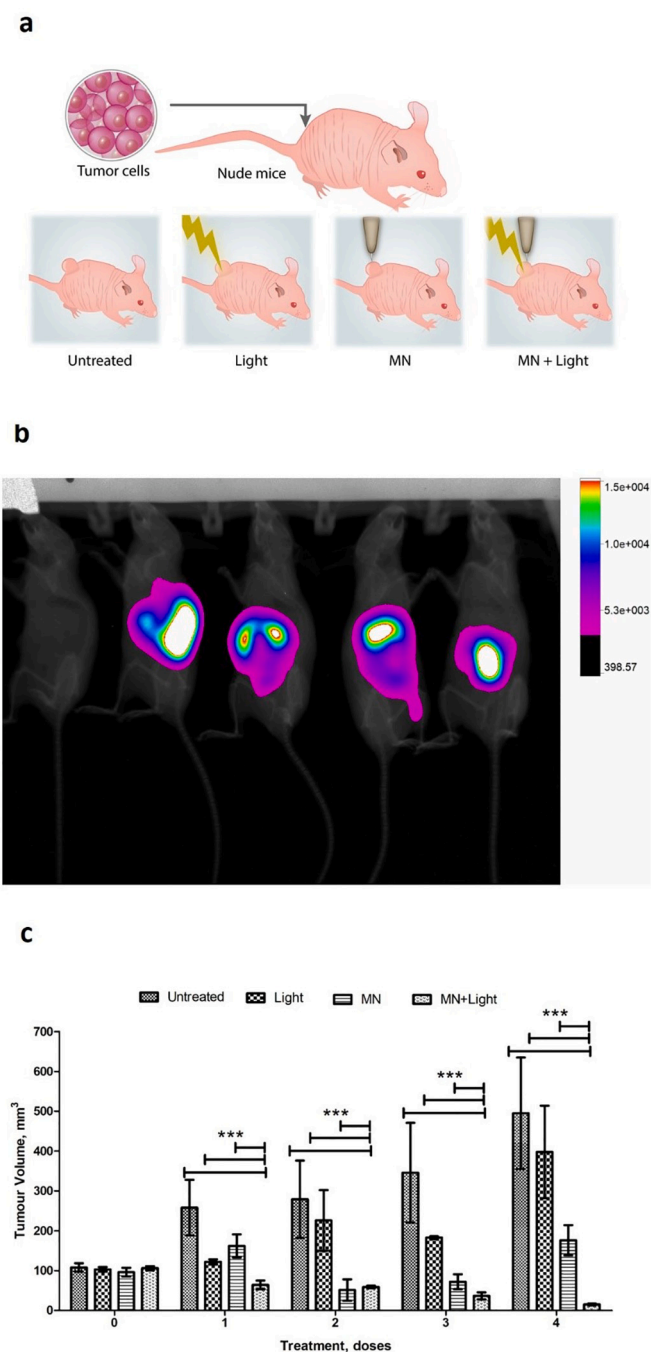 a
Tumor cells
Nude mice
Untreated
Light
MN
MN + Light
b
1.5e+004
1.0e+004
5.3e+003
398.57
c
Untreated Light MN MN+Light
700
600
500
400
300
200
100
0
Tumour Volume, mm³
***
***
***
***
0 1 2 3 4
Treatment, doses